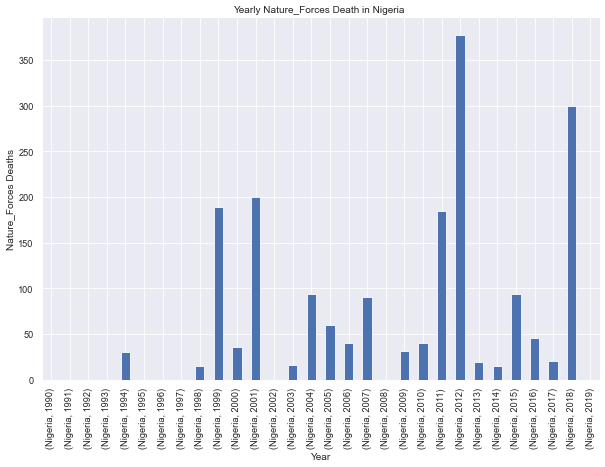 Yearly Nature_Forces Death in Nigeria
Nature_Forces Deaths
350
300
250
200
150
100
50
0
(Nigeria, 1990)
(Nigeria, 1991)
(Nigeria, 1992)
(Nigeria, 1993)
(Nigeria, 1994)
(Nigeria, 1995)
(Nigeria, 1996)
(Nigeria, 1997)
(Nigeria, 1998)
(Nigeria, 1999)
(Nigeria, 2000)
(Nigeria, 2001)
(Nigeria, 2002)
(Nigeria, 2003)
(Nigeria, 2004)
(Nigeria, 2005)
(Nigeria, 2006)
(Nigeria, 2007)
(Nigeria, 2008)
(Nigeria, 2009)
(Nigeria, 2010)
(Nigeria, 2011)
(Nigeria, 2012)
(Nigeria, 2013)
(Nigeria, 2014)
(Nigeria, 2015)
(Nigeria, 2016)
(Nigeria, 2017)
(Nigeria, 2018)
(Nigeria, 2019)
Year